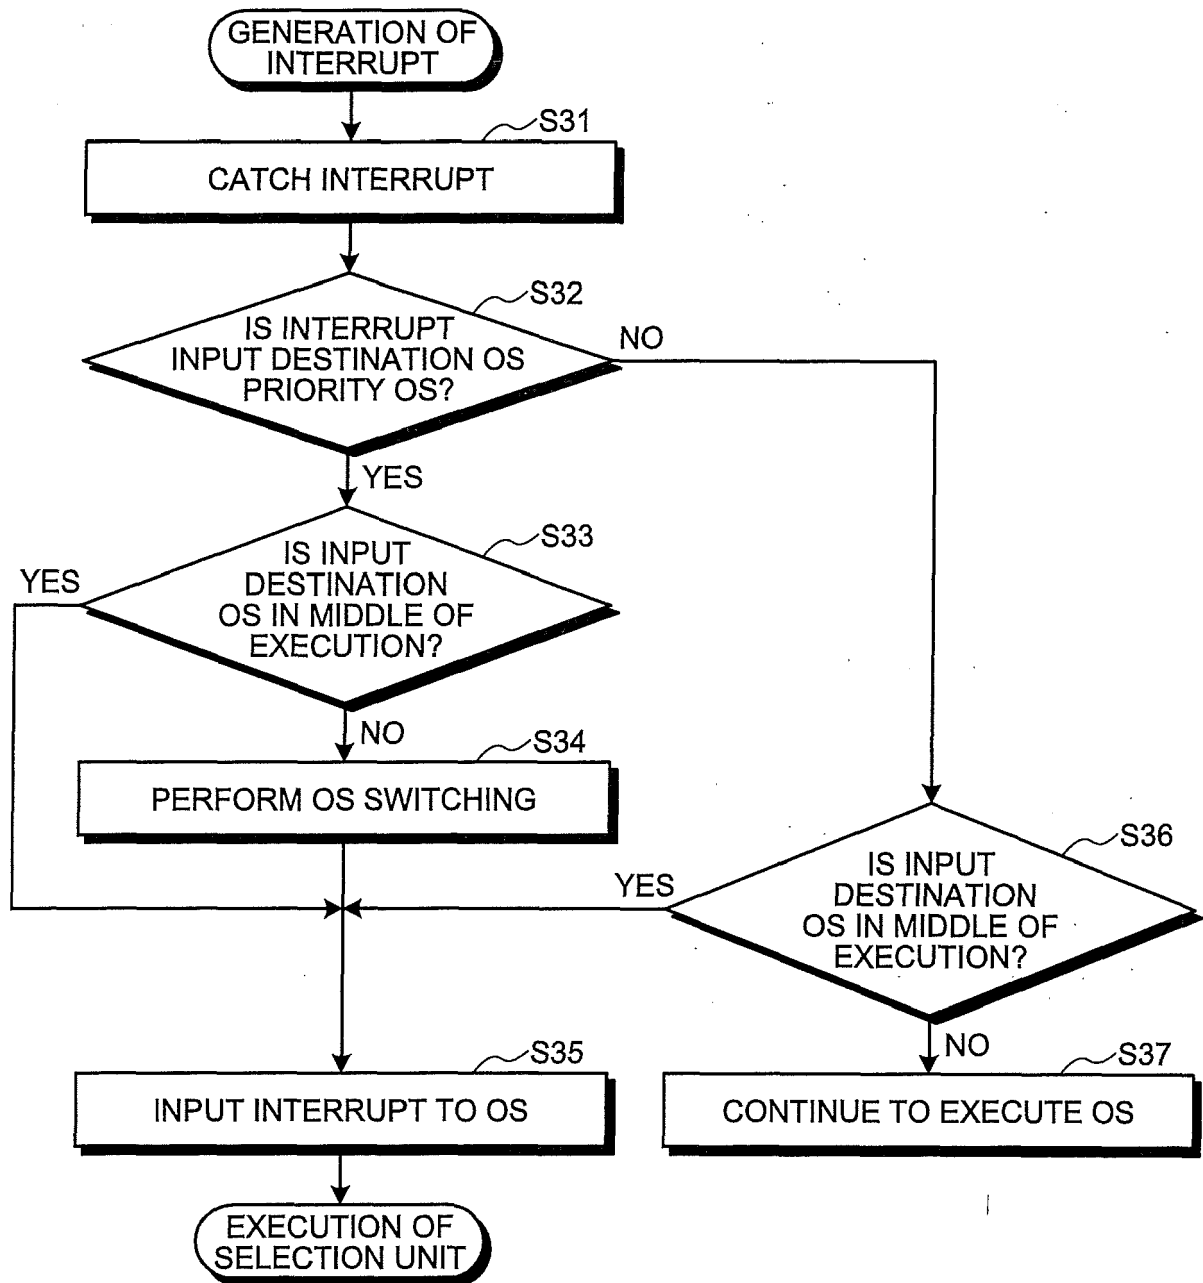 GENERATION OF
INTERRUPT
S31
CATCH INTERRUPT
S32
IS INTERRUPT
INPUT DESTINATION OS
PRIORITY OS?
NO
YES
S33
IS INPUT
DESTINATION
OS IN MIDDLE OF
EXECUTION?
YES
NO
S34
PERFORM OS SWITCHING
S36
IS INPUT
DESTINATION
OS IN MIDDLE OF
EXECUTION?
YES
NO
S35
INPUT INTERRUPT TO OS
S37
CONTINUE TO EXECUTE OS
EXECUTION OF
SELECTION UNIT